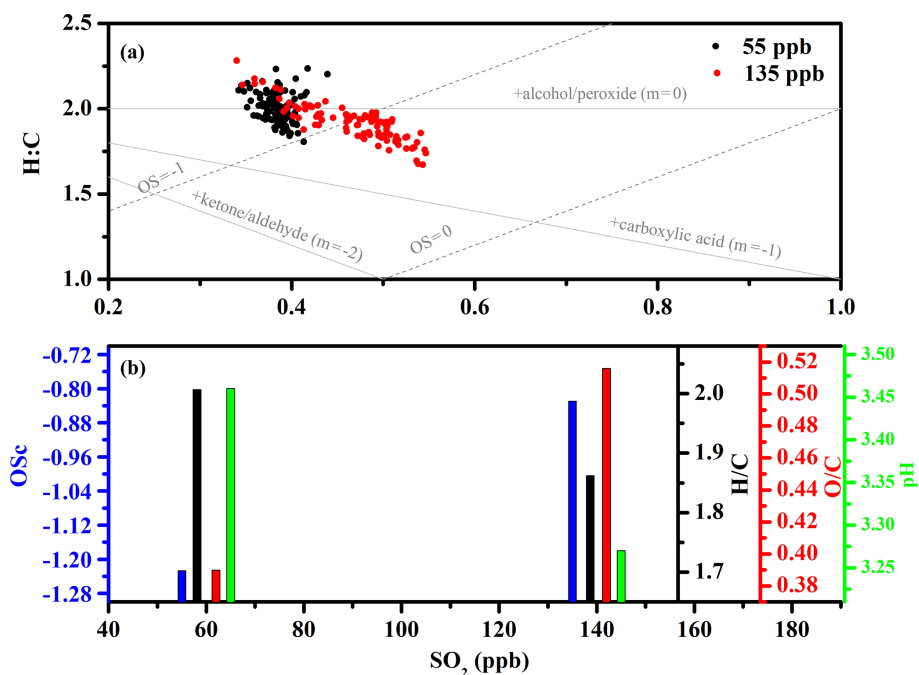 (a)
55 ppb
135 ppb
H:C
2.5
2.0
1.5
1.0
+alcohol/peroxide (m=0)
OS=-1
+ketone/aldehyde (m=-2)
OS=0
+carboxylic acid (m=-1)
0.2 0.4 0.6 0.8 1.0
(b)
OSc
-0.72
-0.80
-0.88
-0.96
-1.04
-1.12
-1.20
-1.28
H/C
2.0
1.9
1.8
1.7
O/C
0.52
0.50
0.48
0.46
0.44
0.42
0.40
0.38
pH
3.50
3.45
3.40
3.35
3.30
3.25
40 60 80 100 120 140 160 180
SO₂ (ppb)